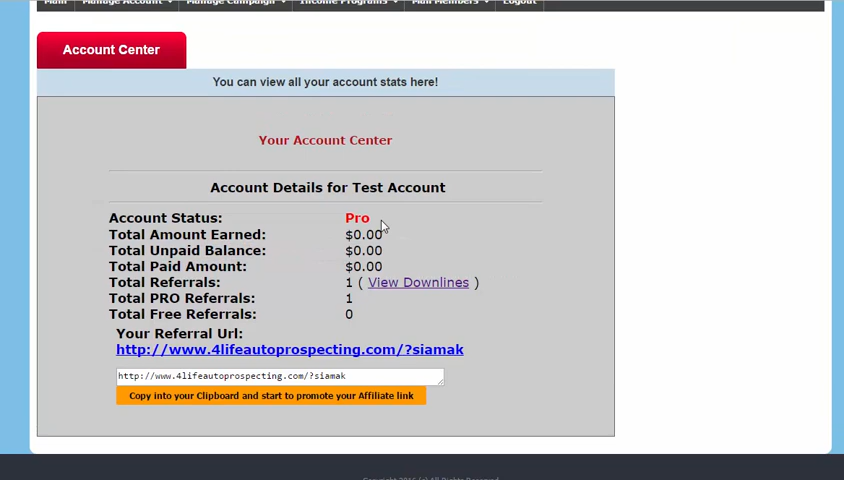 Main Manage Account Manage Campaign Income Programs Mail Members Logout
Account Center
You can view all your account stats here!
Your Account Center
Account Details for Test Account
Account Status: Pro
Total Amount Earned: $0.00
Total Unpaid Balance: $0.00
Total Paid Amount: $0.00
Total Referrals: 1 ( View Downlines )
Total PRO Referrals: 1
Total Free Referrals: 0
Your Referral Url:
http://www.4lifeautoprospecting.com/?siamak
http://www.4lifeautoprospecting.com/?siamak
Copy into your Clipboard and start to promote your Affiliate link